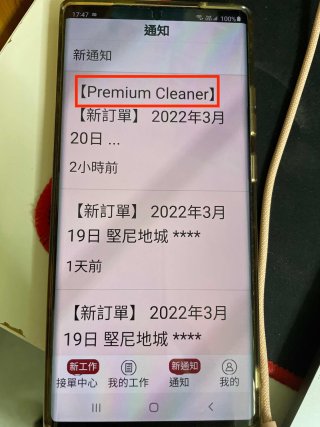 17:47
100%
通知
新通知
【Premium Cleaner】
【新訂單】 2022年3月
20日 ...
2小時前
【新訂單】 2022年3月
19日 堅尼地城 ****
1天前
【新訂單】 2022年3月
19日 堅尼地城 ****
新工作 新通知
接單中心 我的工作 通知 我的